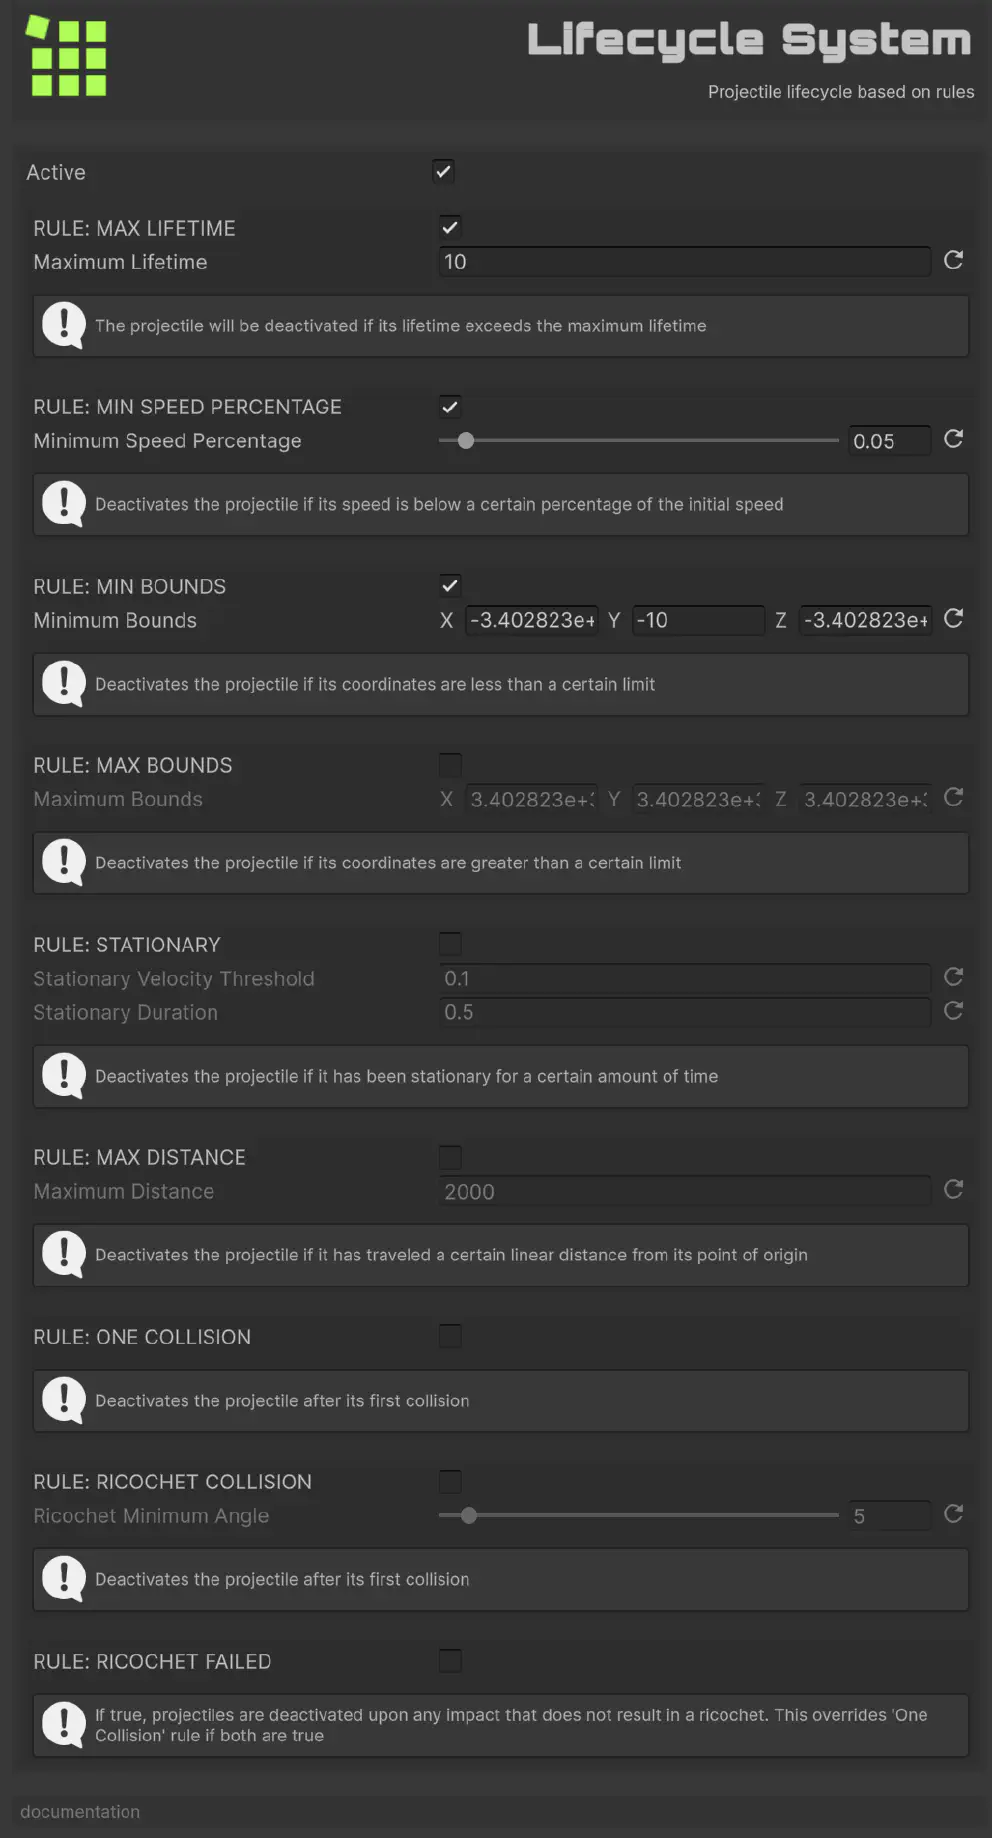 Lifecycle System
Projectile lifecycle based on rules
Active
RULE: MAX LIFETIME
Maximum Lifetime 10
The projectile will be deactivated if its lifetime exceeds the maximum lifetime
RULE: MIN SPEED PERCENTAGE
Minimum Speed Percentage 0.05
Deactivates the projectile if its speed is below a certain percentage of the initial speed
RULE: MIN BOUNDS
Minimum Bounds X -3.402823e+ Y -10 Z -3.402823e+
Deactivates the projectile if its coordinates are less than a certain limit
RULE: MAX BOUNDS
Maximum Bounds X 3.402823e+ Y 3.402823e+ Z 3.402823e+
Deactivates the projectile if its coordinates are greater than a certain limit
RULE: STATIONARY
Stationary Velocity Threshold 0.1
Stationary Duration 0.5
Deactivates the projectile if it has been stationary for a certain amount of time
RULE: MAX DISTANCE
Maximum Distance 2000
Deactivates the projectile if it has traveled a certain linear distance from its point of origin
RULE: ONE COLLISION
Deactivates the projectile after its first collision
RULE: RICOCHET COLLISION
Ricochet Minimum Angle 5
Deactivates the projectile after its first collision
RULE: RICOCHET FAILED
If true, projectiles are deactivated upon any impact that does not result in a ricochet. This overrides 'One
Collision' rule if both are true
documentation